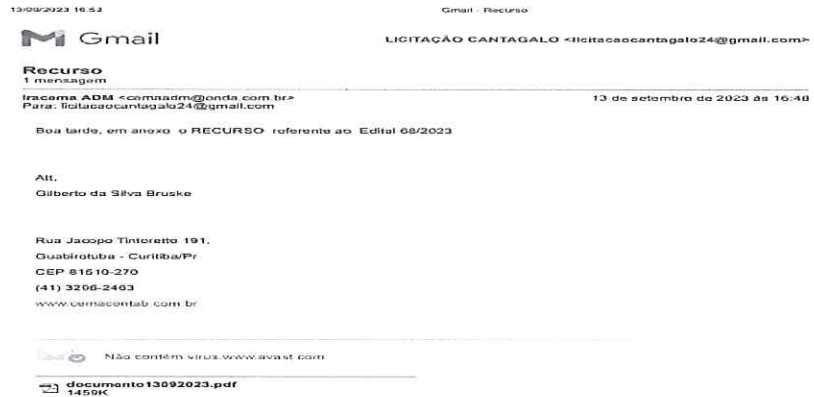 13/09/2023 16:52 Gmail - Recurso
Gmail LICITAÇÃO CANTAGALO <licitacaocantagalo24@gmail.com>
Recurso
1 mensagem
Iracema ADM <cemaadm@onda.com.br> 13 de setembro de 2023 às 16:48
Para: licitacaocantagalo24@gmail.com
Boa tarde, em anexo o RECURSO referente ao Edital 68/2023
Att,
Gilberto da Silva Bruske
Rua Jacopo Tintoretto 191,
Guabirotuba - Curitiba/Pr
CEP 81510-270
(41) 3206-2463
www.cemacontab.com.br
Não contém vírus.www.avast.com
documento13092023.pdf
1459K